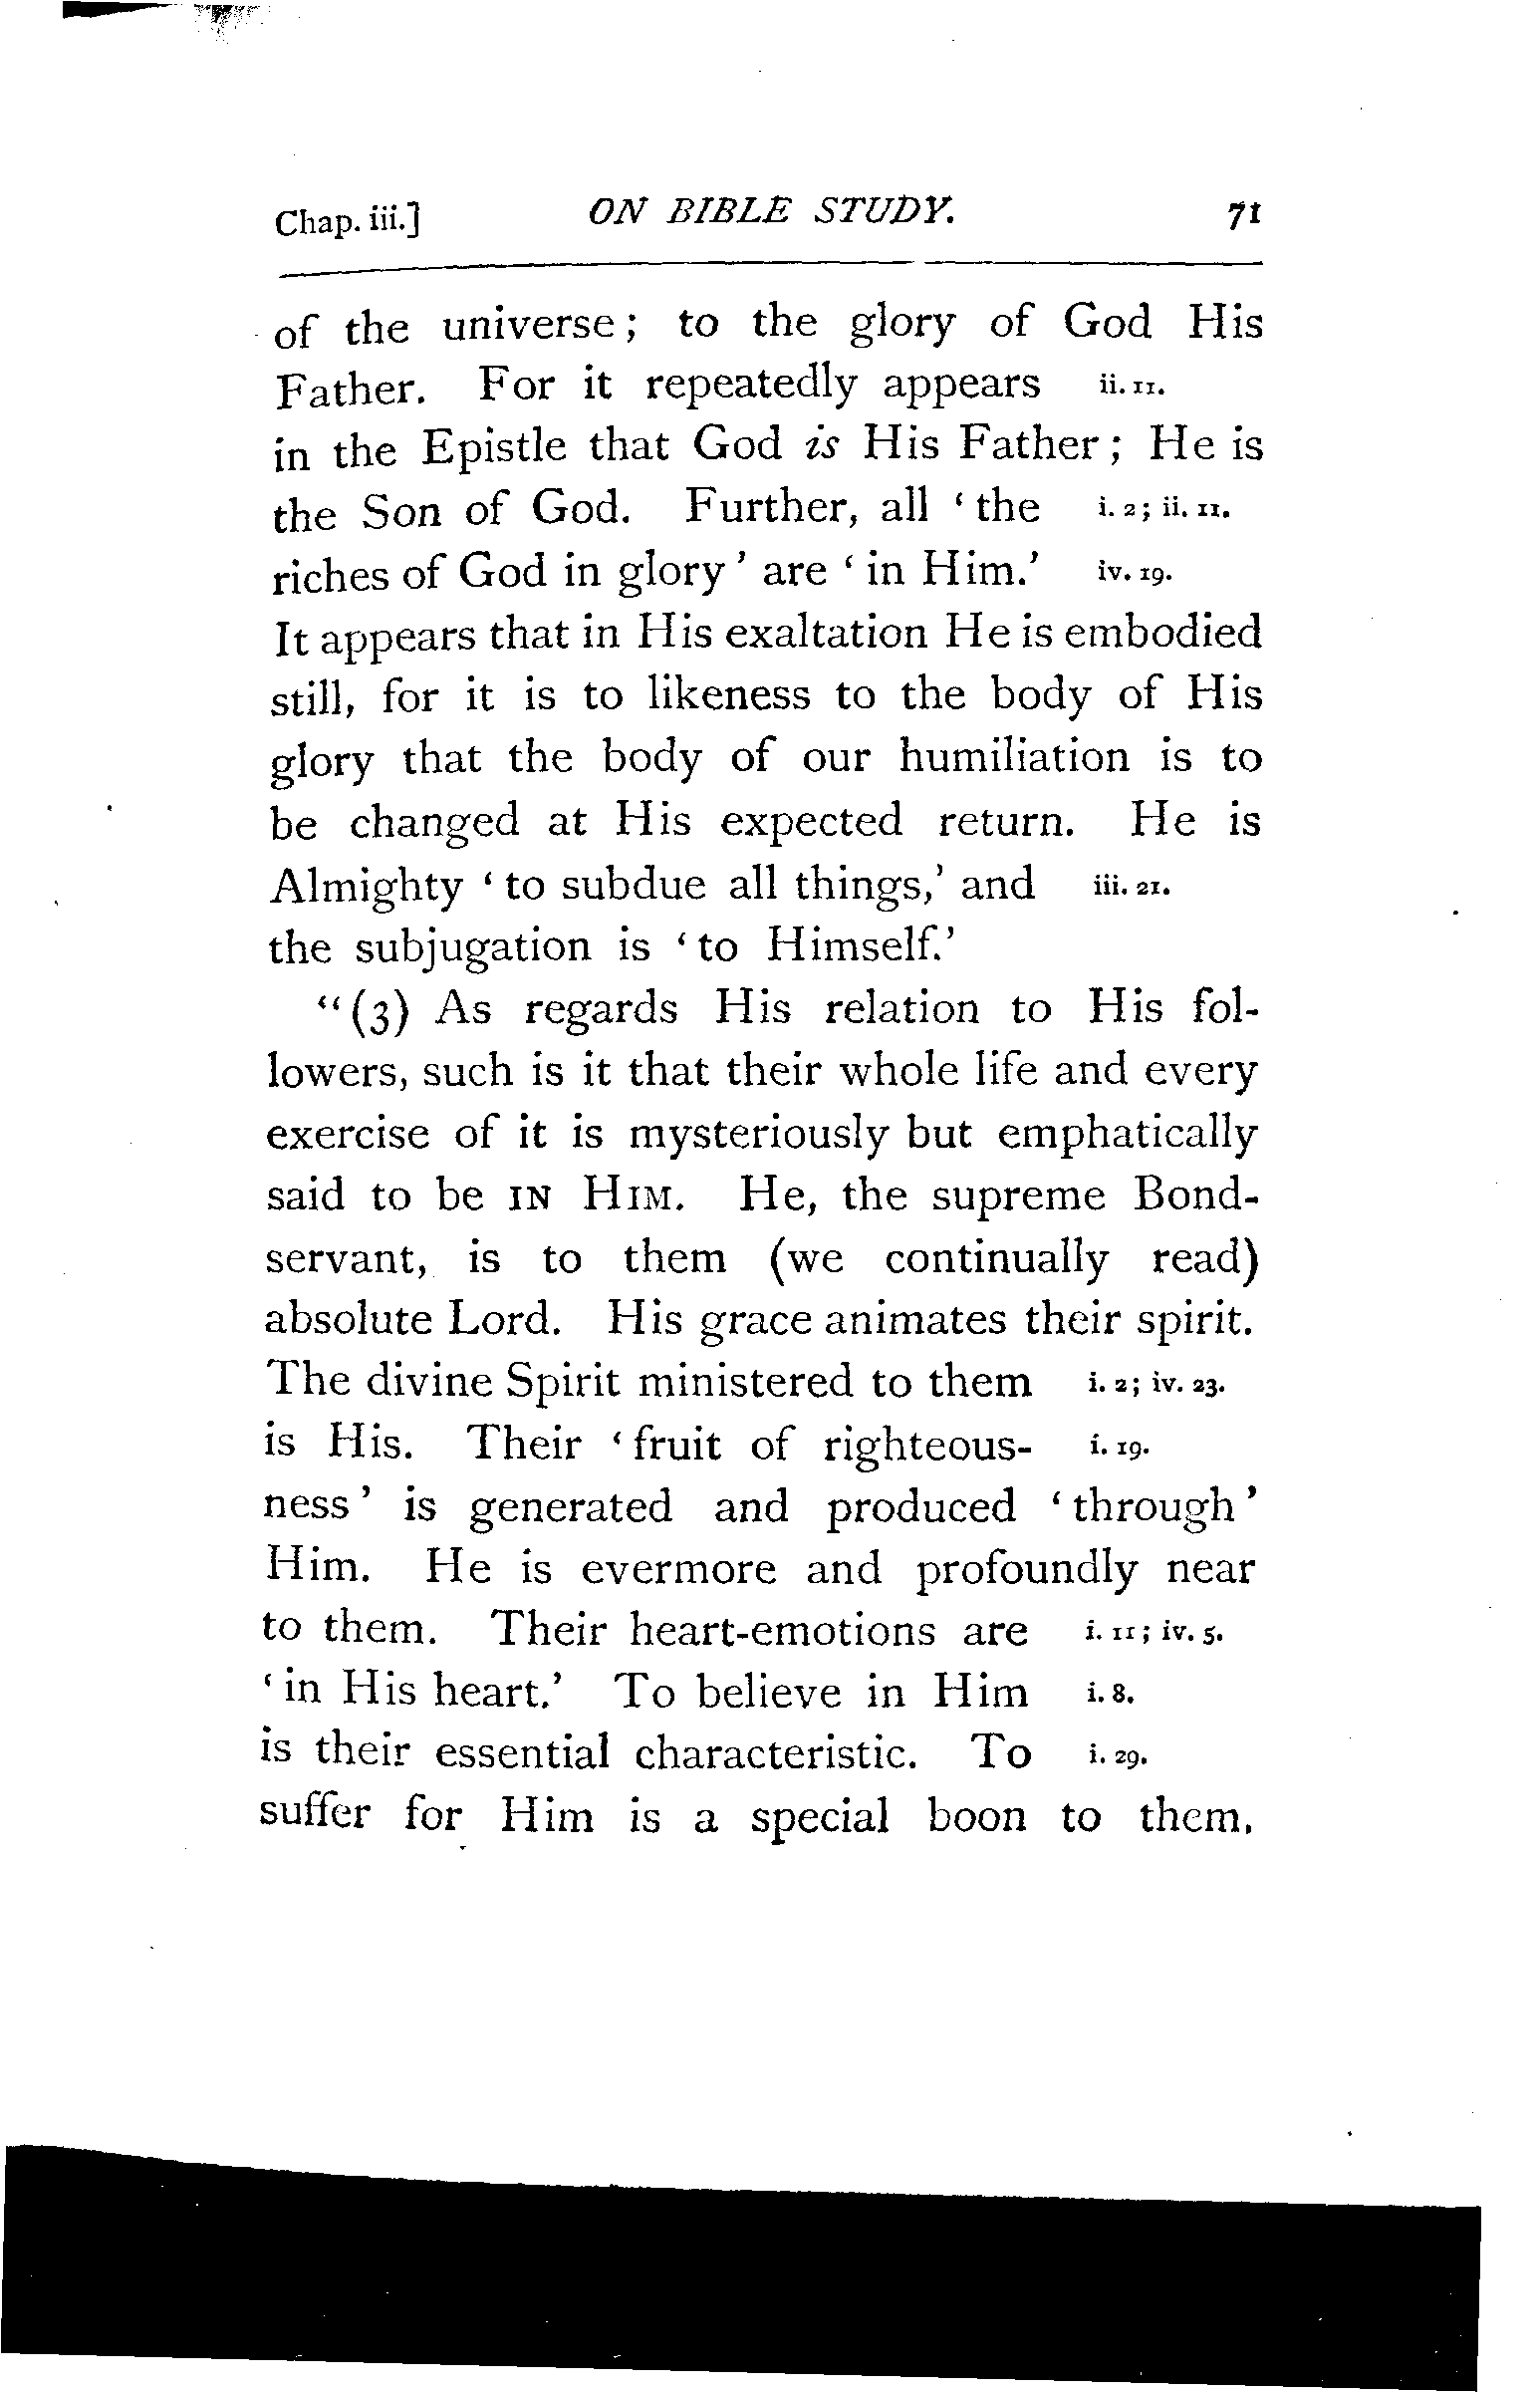 Chap. iii.] ON BIBLE STUDY. 71
of the universe; to the glory of God His
Father. For it repeatedly appears ii. 11.
in the Epistle that God is His Father; He is
the Son of God. Further, all ‘the i. 2; ii. 11.
riches of God in glory’ are ‘in Him.’ iv. 19.
It appears that in His exaltation He is embodied
still, for it is to likeness to the body of His
glory that the body of our humiliation is to
be changed at His expected return. He is
Almighty ‘to subdue all things,’ and iii. 21.
the subjugation is ‘to Himself.’
“(3) As regards His relation to His fol-
lowers, such is it that their whole life and every
exercise of it is mysteriously but emphatically
said to be IN HIM. He, the supreme Bond-
servant, is to them (we continually read)
absolute Lord. His grace animates their spirit.
The divine Spirit ministered to them i. 2; iv. 23.
is His. Their ‘fruit of righteous- i. 19.
ness’ is generated and produced ‘through’
Him. He is evermore and profoundly near
to them. Their heart-emotions are i. 11; iv. 5.
‘in His heart.’ To believe in Him i. 8.
is their essential characteristic. To i. 29.
suffer for Him is a special boon to them.